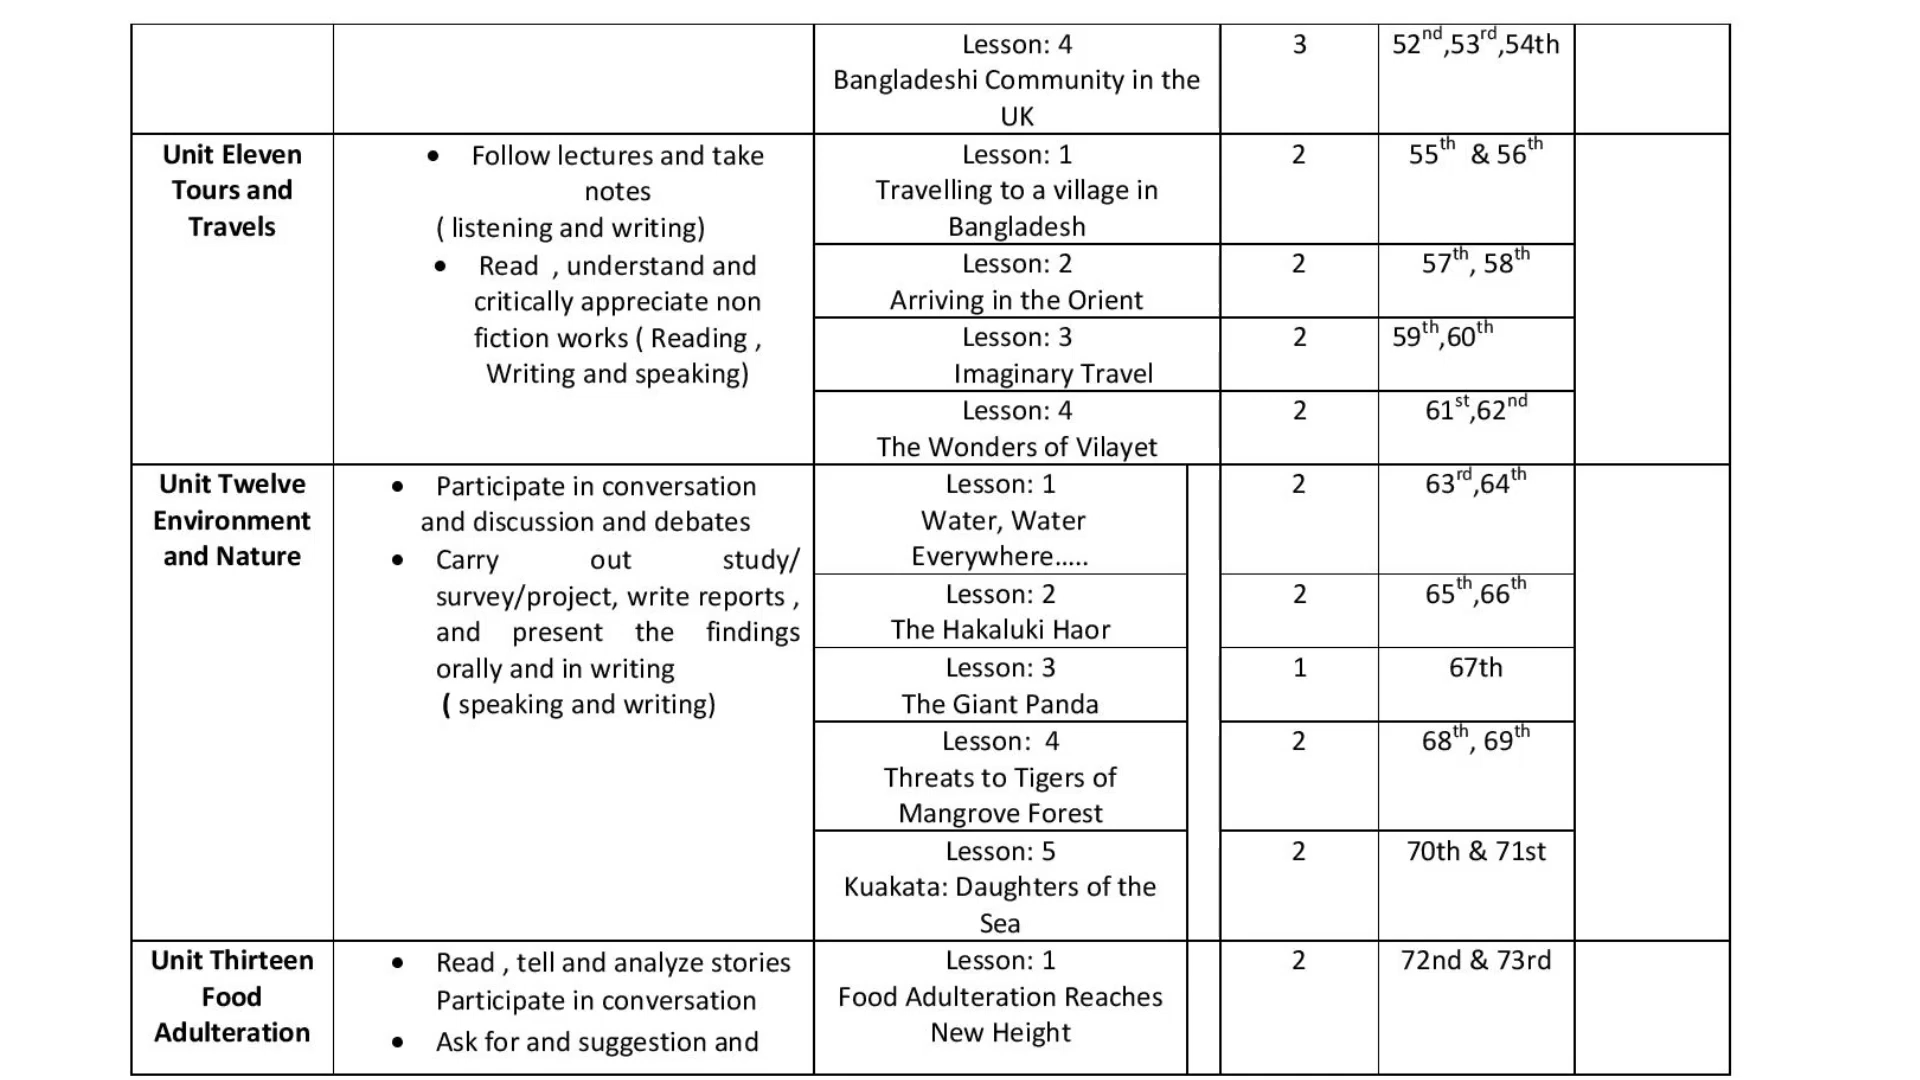 Lesson: 4
Bangladeshi Community in the
UK
3
52nd,53rd,54th
Unit Eleven
Tours and
Travels
• Follow lectures and take
notes
( listening and writing)
• Read , understand and
critically appreciate non
fiction works ( Reading ,
Writing and speaking)
Lesson: 1
Travelling to a village in
Bangladesh
2
55th & 56th
Lesson: 2
Arriving in the Orient
2
57th, 58th
Lesson: 3
Imaginary Travel
2
59th,60th
Lesson: 4
The Wonders of Vilayet
2
61st,62nd
Unit Twelve
Environment
and Nature
• Participate in conversation
and discussion and debates
• Carry out study/
survey/project, write reports ,
and present the findings
orally and in writing
( speaking and writing)
Lesson: 1
Water, Water
Everywhere.....
2
63rd,64th
Lesson: 2
The Hakaluki Haor
2
65th,66th
Lesson: 3
The Giant Panda
1
67th
Lesson: 4
Threats to Tigers of
Mangrove Forest
2
68th, 69th
Lesson: 5
Kuakata: Daughters of the
Sea
2
70th & 71st
Unit Thirteen
Food
Adulteration
• Read , tell and analyze stories
Participate in conversation
• Ask for and suggestion and
Lesson: 1
Food Adulteration Reaches
New Height
2
72nd & 73rd